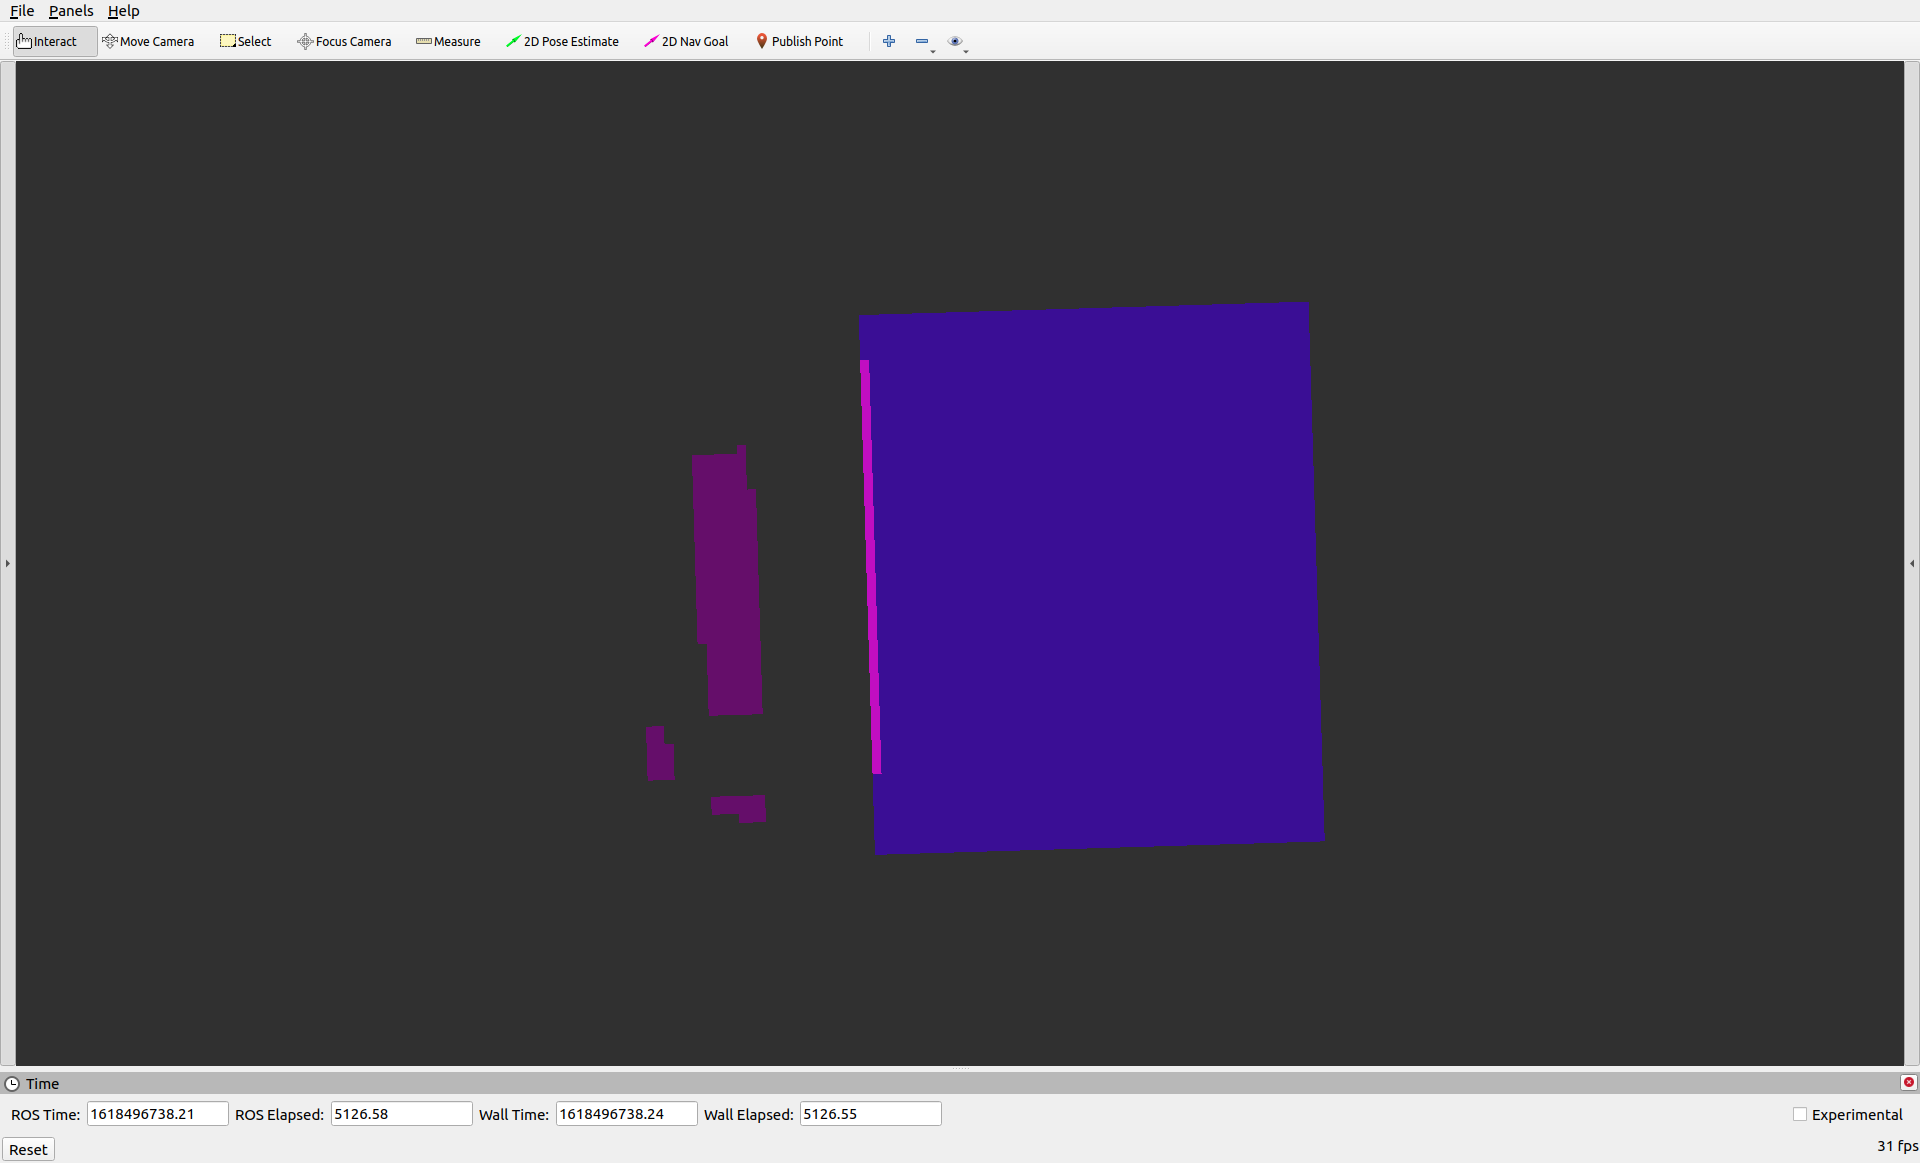 File Panels Help
Interact Move Camera Select Focus Camera Measure 2D Pose Estimate 2D Nav Goal Publish Point
Time
ROS Time: 1618496738.21 ROS Elapsed: 5126.58 Wall Time: 1618496738.24 Wall Elapsed: 5126.55 Experimental
Reset 31 fps